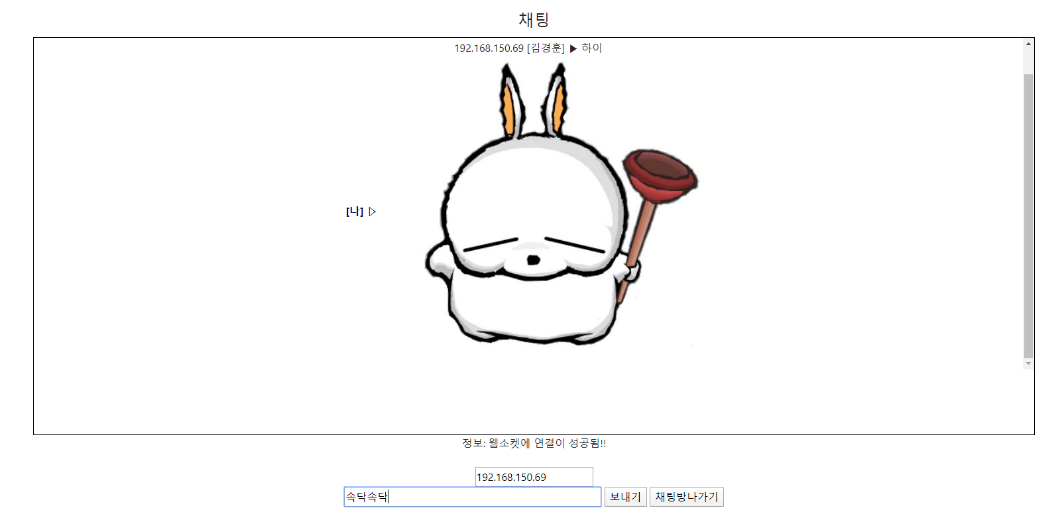 채팅
192.168.150.69 [김경훈] ▶ 하이
[나] ▷
정보: 웹소켓에 연결이 성공됨!!
192.168.150.69
속닥속닥 보내기 채팅방나가기